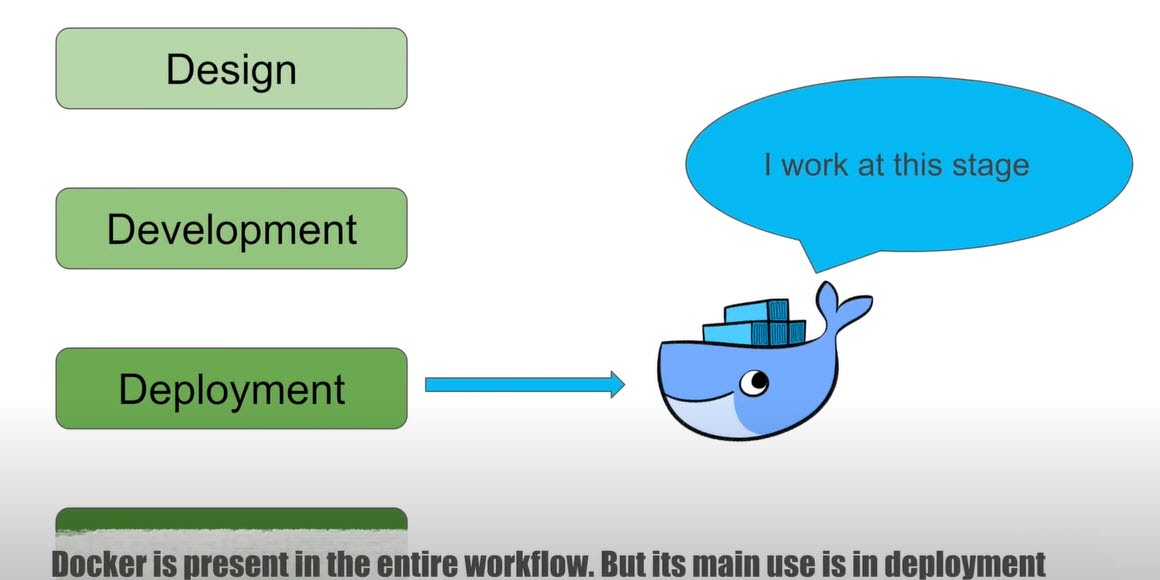 Design
I work at this stage
Development
Deployment
Docker is present in the entire workflow. But its main use is in deployment